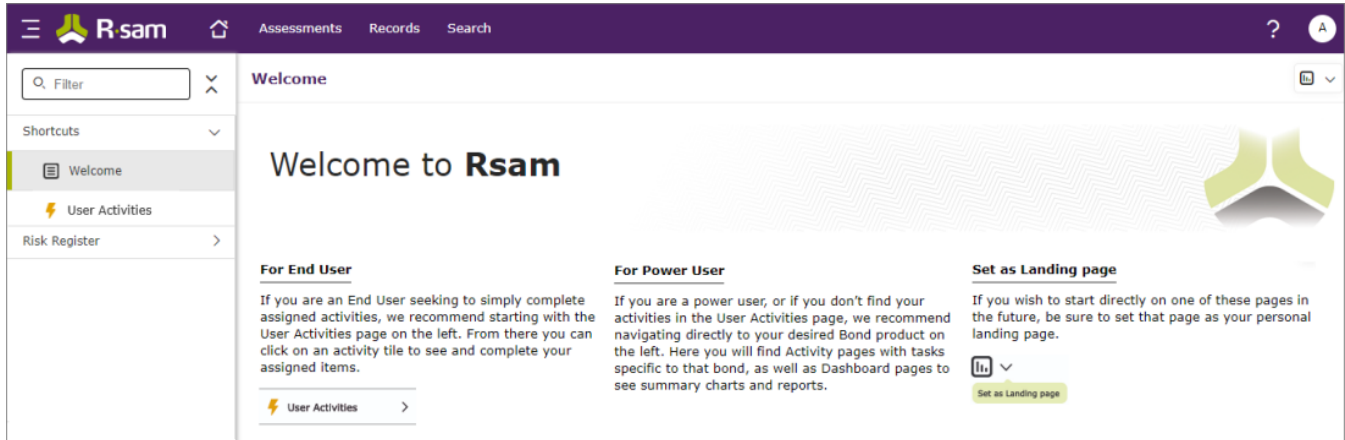 R·sam Assessments Records Search ? A
Filter
Welcome
Shortcuts
Welcome
User Activities
Risk Register
Welcome to Rsam
For End User
If you are an End User seeking to simply complete
assigned activities, we recommend starting with the
User Activities page on the left. From there you can
click on an activity tile to see and complete your
assigned items.
User Activities
For Power User
If you are a power user, or if you don't find your
activities in the User Activities page, we recommend
navigating directly to your desired Bond product on
the left. Here you will find Activity pages with tasks
specific to that bond, as well as Dashboard pages to
see summary charts and reports.
Set as Landing page
If you wish to start directly on one of these pages in
the future, be sure to set that page as your personal
landing page.
Set as Landing page